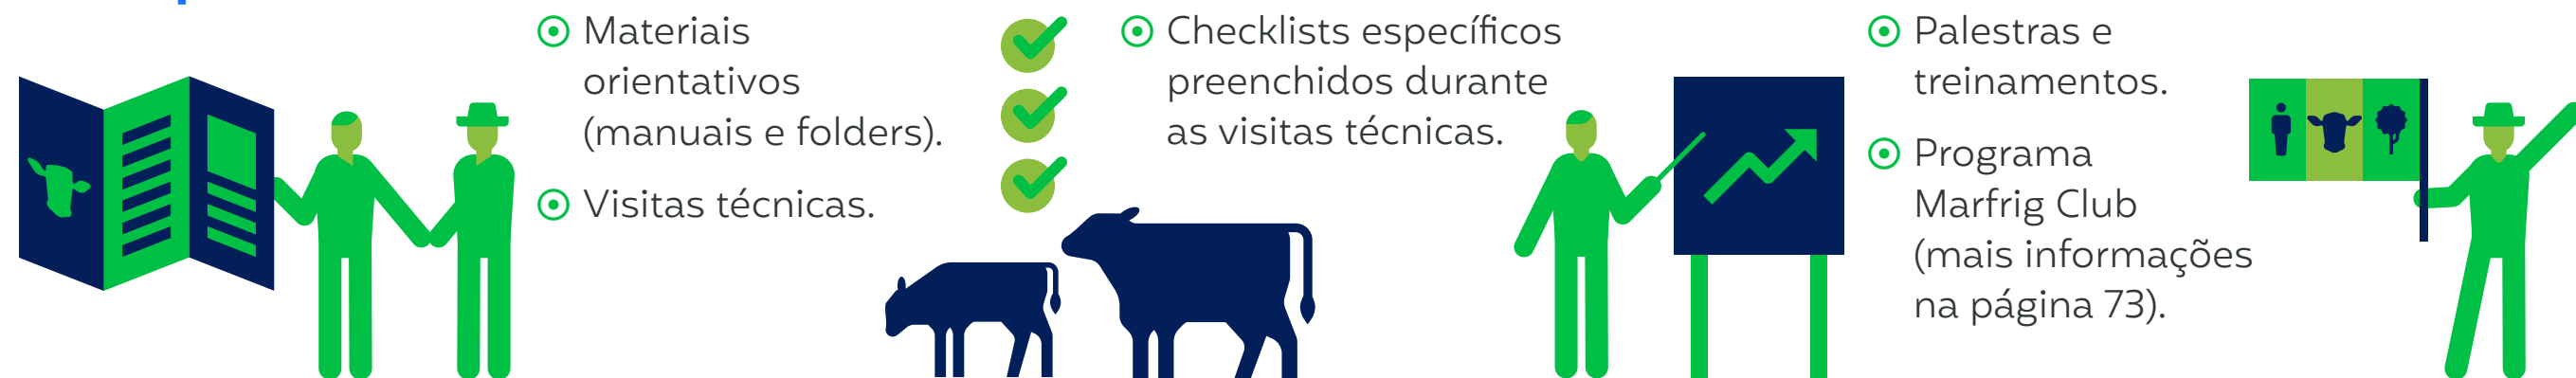 Materiais
orientativos
(manuais e folders).
Visitas técnicas.
Checklists específicos
preenchidos durante
as visitas técnicas.
Palestras e
treinamentos.
Programa
Marfrig Club
(mais informações
na página 73).